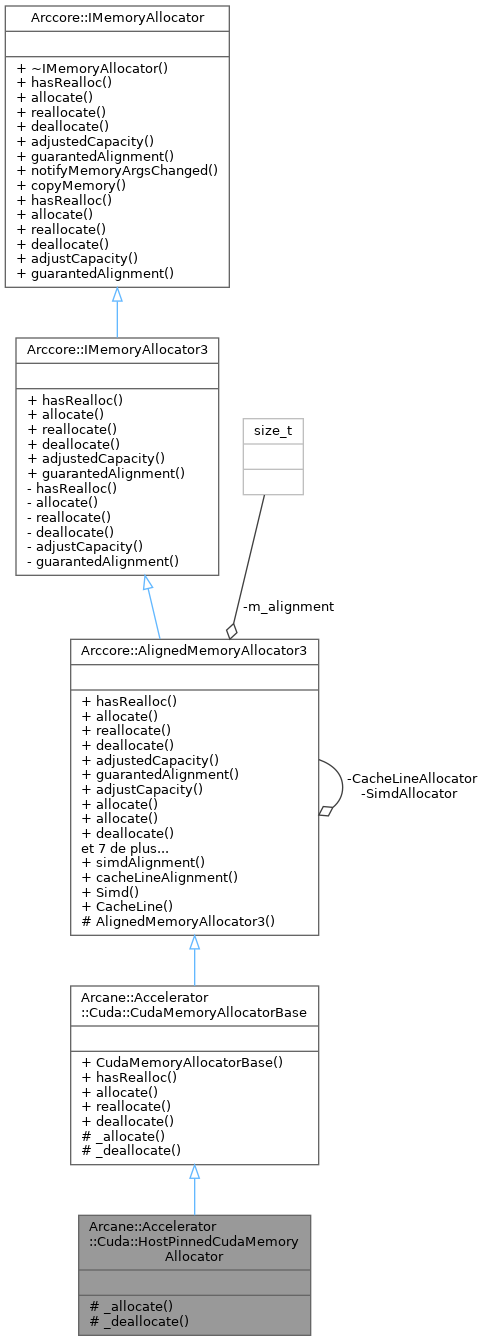 Arccore::IMemoryAllocator
+ ~IMemoryAllocator()
+ hasRealloc()
+ allocate()
+ reallocate()
+ deallocate()
+ adjustedCapacity()
+ guarantedAlignment()
+ notifyMemoryArgsChanged()
+ copyMemory()
+ hasRealloc()
+ allocate()
+ reallocate()
+ deallocate()
+ adjustCapacity()
+ guarantedAlignment()
Arccore::IMemoryAllocator3
+ hasRealloc()
+ allocate()
+ reallocate()
+ deallocate()
+ adjustedCapacity()
+ guarantedAlignment()
- hasRealloc()
- allocate()
- reallocate()
- deallocate()
- adjustCapacity()
- guarantedAlignment()
size_t
-m_alignment
Arccore::AlignedMemoryAllocator3
+ hasRealloc()
+ allocate()
+ reallocate()
+ deallocate()
+ adjustedCapacity()
+ guarantedAlignment()
+ adjustCapacity()
+ allocate()
+ allocate()
+ deallocate()
et 7 de plus...
+ simdAlignment()
+ cacheLineAlignment()
+ Simd()
+ CacheLine()
# AlignedMemoryAllocator3()
-CacheLineAllocator
-SimdAllocator
Arcane::Accelerator
::Cuda::CudaMemoryAllocatorBase
+ CudaMemoryAllocatorBase()
+ hasRealloc()
+ allocate()
+ reallocate()
+ deallocate()
# _allocate()
# _deallocate()
Arcane::Accelerator
::Cuda::HostPinnedCudaMemory
Allocator
# _allocate()
# _deallocate()